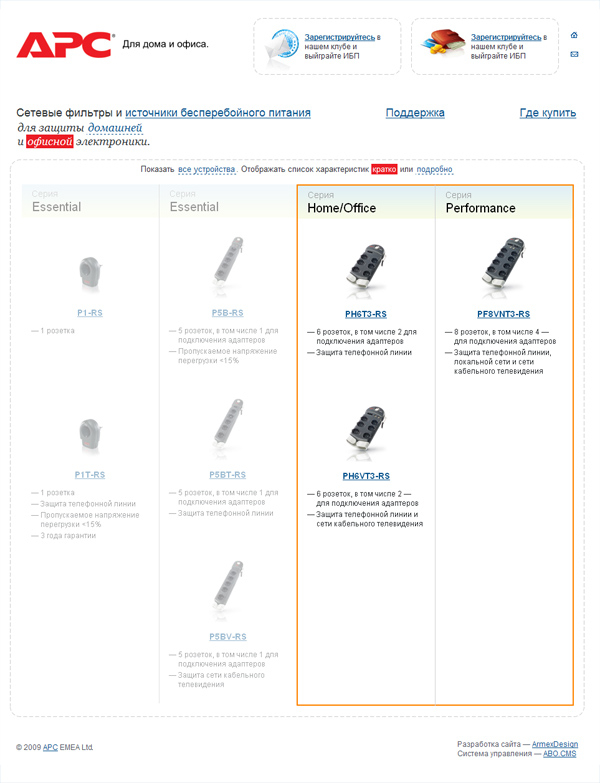 APC®
Для дома и офиса.
Зарегистрируйтесь в
нашем клубе и
выйграйте ИБП
Зарегистрируйтесь в
нашем клубе и
выйграйте ИБП
Сетевые фильтры и источники бесперебойного питания
Поддержка
Где купить
для защиты домашней
и офисной электроники.
Показать все устройства. Отображать список характеристик кратко или подробно
Серия
Essential
Серия
Essential
Серия
Home/Office
Серия
Performance
P1-RS
— 1 розетка
P5B-RS
— 5 розеток, в том числе 1 для
подключения адаптеров
— Пропускаемое напряжение
перегрузки <15%
PH6T3-RS
— 6 розеток, в том числе 2 для
подключения адаптеров
— Защита телефонной линии
PF8VNT3-RS
— 8 розеток, в том числе 4 —
для подключения адаптеров
— Защита телефонной линии,
локальной сети и сети
кабельного телевидения
P1T-RS
— 1 розетка
— Защита телефонной линии
— Пропускаемое напряжение
перегрузки <15%
— 3 года гарантии
P5BT-RS
— 5 розеток, в том числе 1 для
подключения адаптеров
— Защита телефонной линии
PH6VT3-RS
— 6 розеток, в том числе 2 —
для подключения адаптеров
— Защита телефонной линии и
сети кабельного телевидения
P5BV-RS
— 5 розеток, в том числе 1 для
подключения адаптеров
— Защита сети кабельного
телевидения
© 2009 APC EMEA Ltd.
Разработка сайта — ArmexDesign
Система управления — ABO.CMS